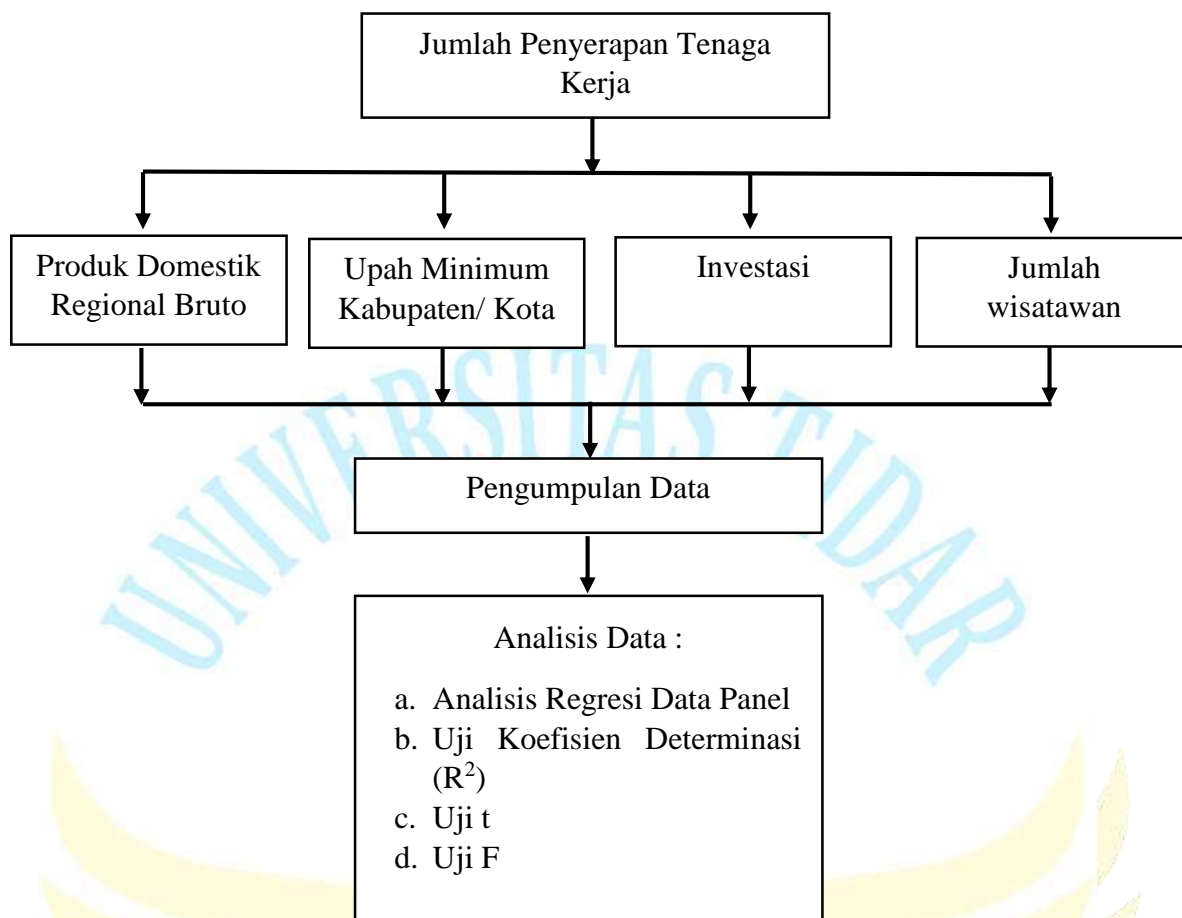 Jumlah Penyerapan Tenaga
Kerja
Produk Domestik
Regional Bruto
Upah Minimum
Kabupaten/ Kota
Investasi
Jumlah
wisatawan
UNIVERSITAS TIDAR
Pengumpulan Data
Analisis Data :
a. Analisis Regresi Data Panel
b. Uji Koefisien Determinasi
(R²)
c. Uji t
d. Uji F